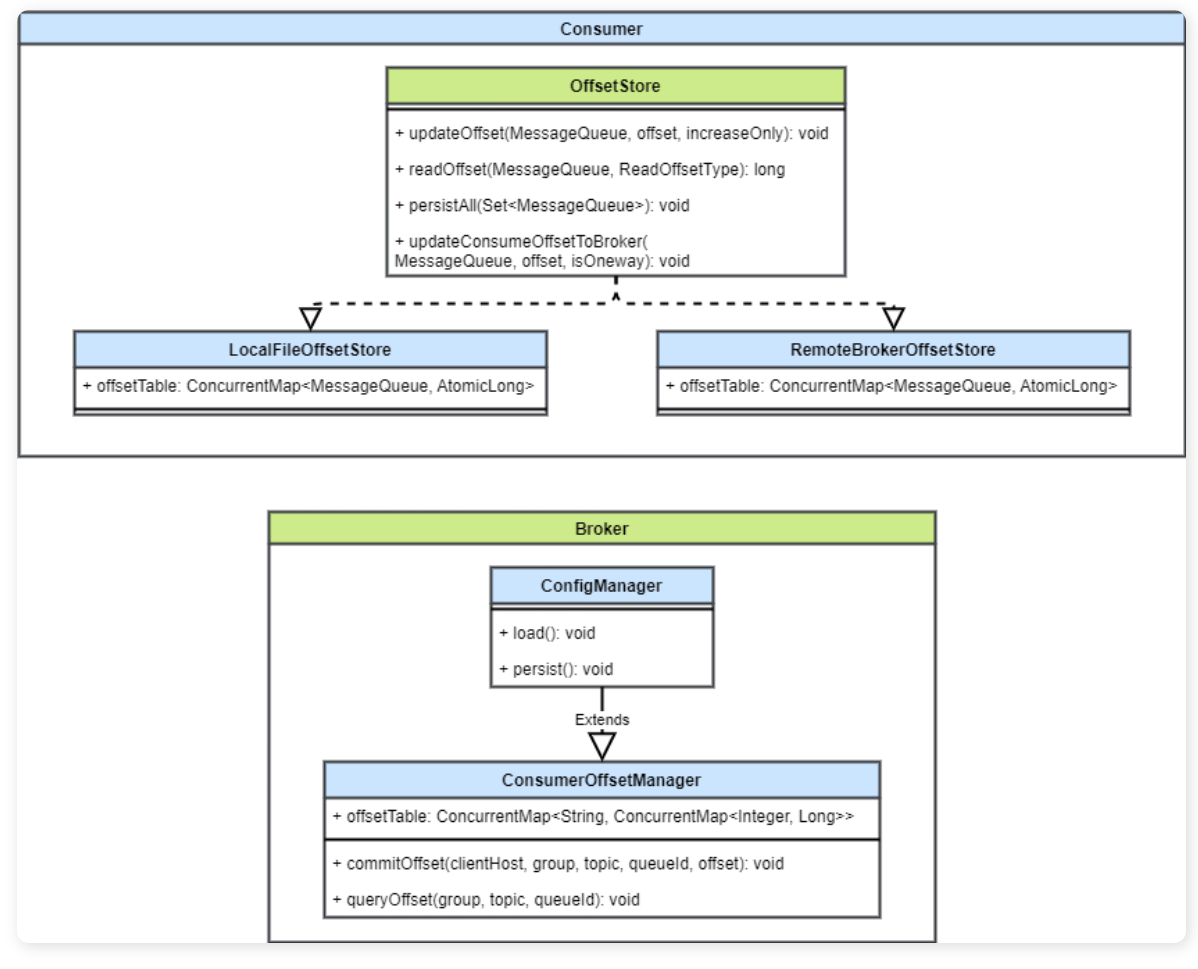 Consumer
OffsetStore
+ updateOffset(MessageQueue, offset, increaseOnly): void
+ readOffset(MessageQueue, ReadOffsetType): long
+ persistAll(Set<MessageQueue>): void
+ updateConsumeOffsetToBroker(
MessageQueue, offset, isOneway): void
LocalFileOffsetStore
+ offsetTable: ConcurrentMap<MessageQueue, AtomicLong>
RemoteBrokerOffsetStore
+ offsetTable: ConcurrentMap<MessageQueue, AtomicLong>
Broker
ConfigManager
+ load(): void
+ persist(): void
Extends
ConsumerOffsetManager
+ offsetTable: ConcurrentMap<String, ConcurrentMap<Integer, Long>>
+ commitOffset(clientHost, group, topic, queueId, offset): void
+ queryOffset(group, topic, queueId): void